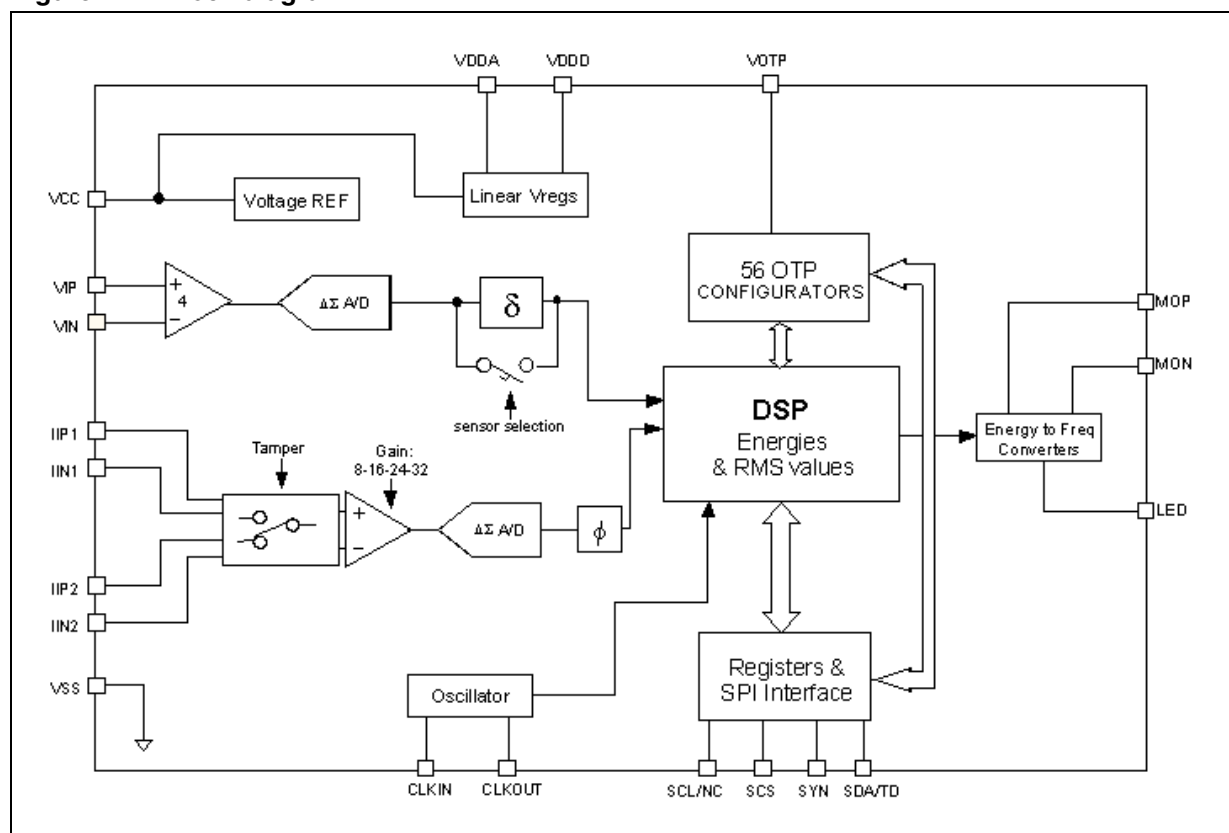 VDDA
VDDD
VOTP
VCC
Voltage REF
Linear Vregs
VIP
VIN
+
4
−
ΔΣ A/D
δ
sensor selection
56 OTP
CONFIGURATORS
MOP
MON
DSP
Energies
& RMS values
Energy to Freq
Converters
LED
IIP1
IIN1
Tamper
Gain:
8-16-24-32
+
−
ΔΣ A/D
ϕ
IIP2
IIN2
VSS
Oscillator
Registers &
SPI Interface
CLKIN
CLKOUT
SCL/NC
SCS
SYN
SDA/TD